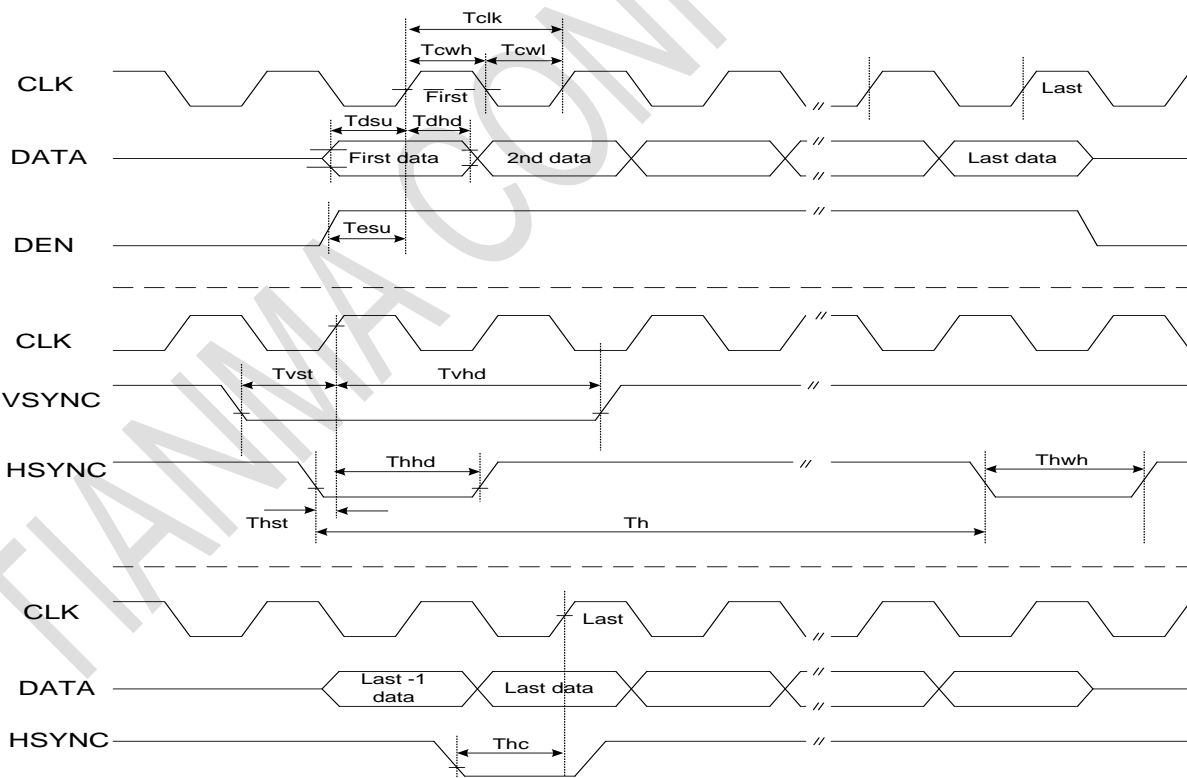 Tclk
Tcwh
Tcwl
CLK
First
Last
Tdsu
Tdhd
DATA
First data
2nd data
Last data
DEN
Tesu
CLK
Tvst
Tvhd
VSYNC
HSYNC
Thhd
Thwh
Thst
Th
CLK
Last
DATA
Last -1
data
Last data
HSYNC
Thc
TIANMA CONF